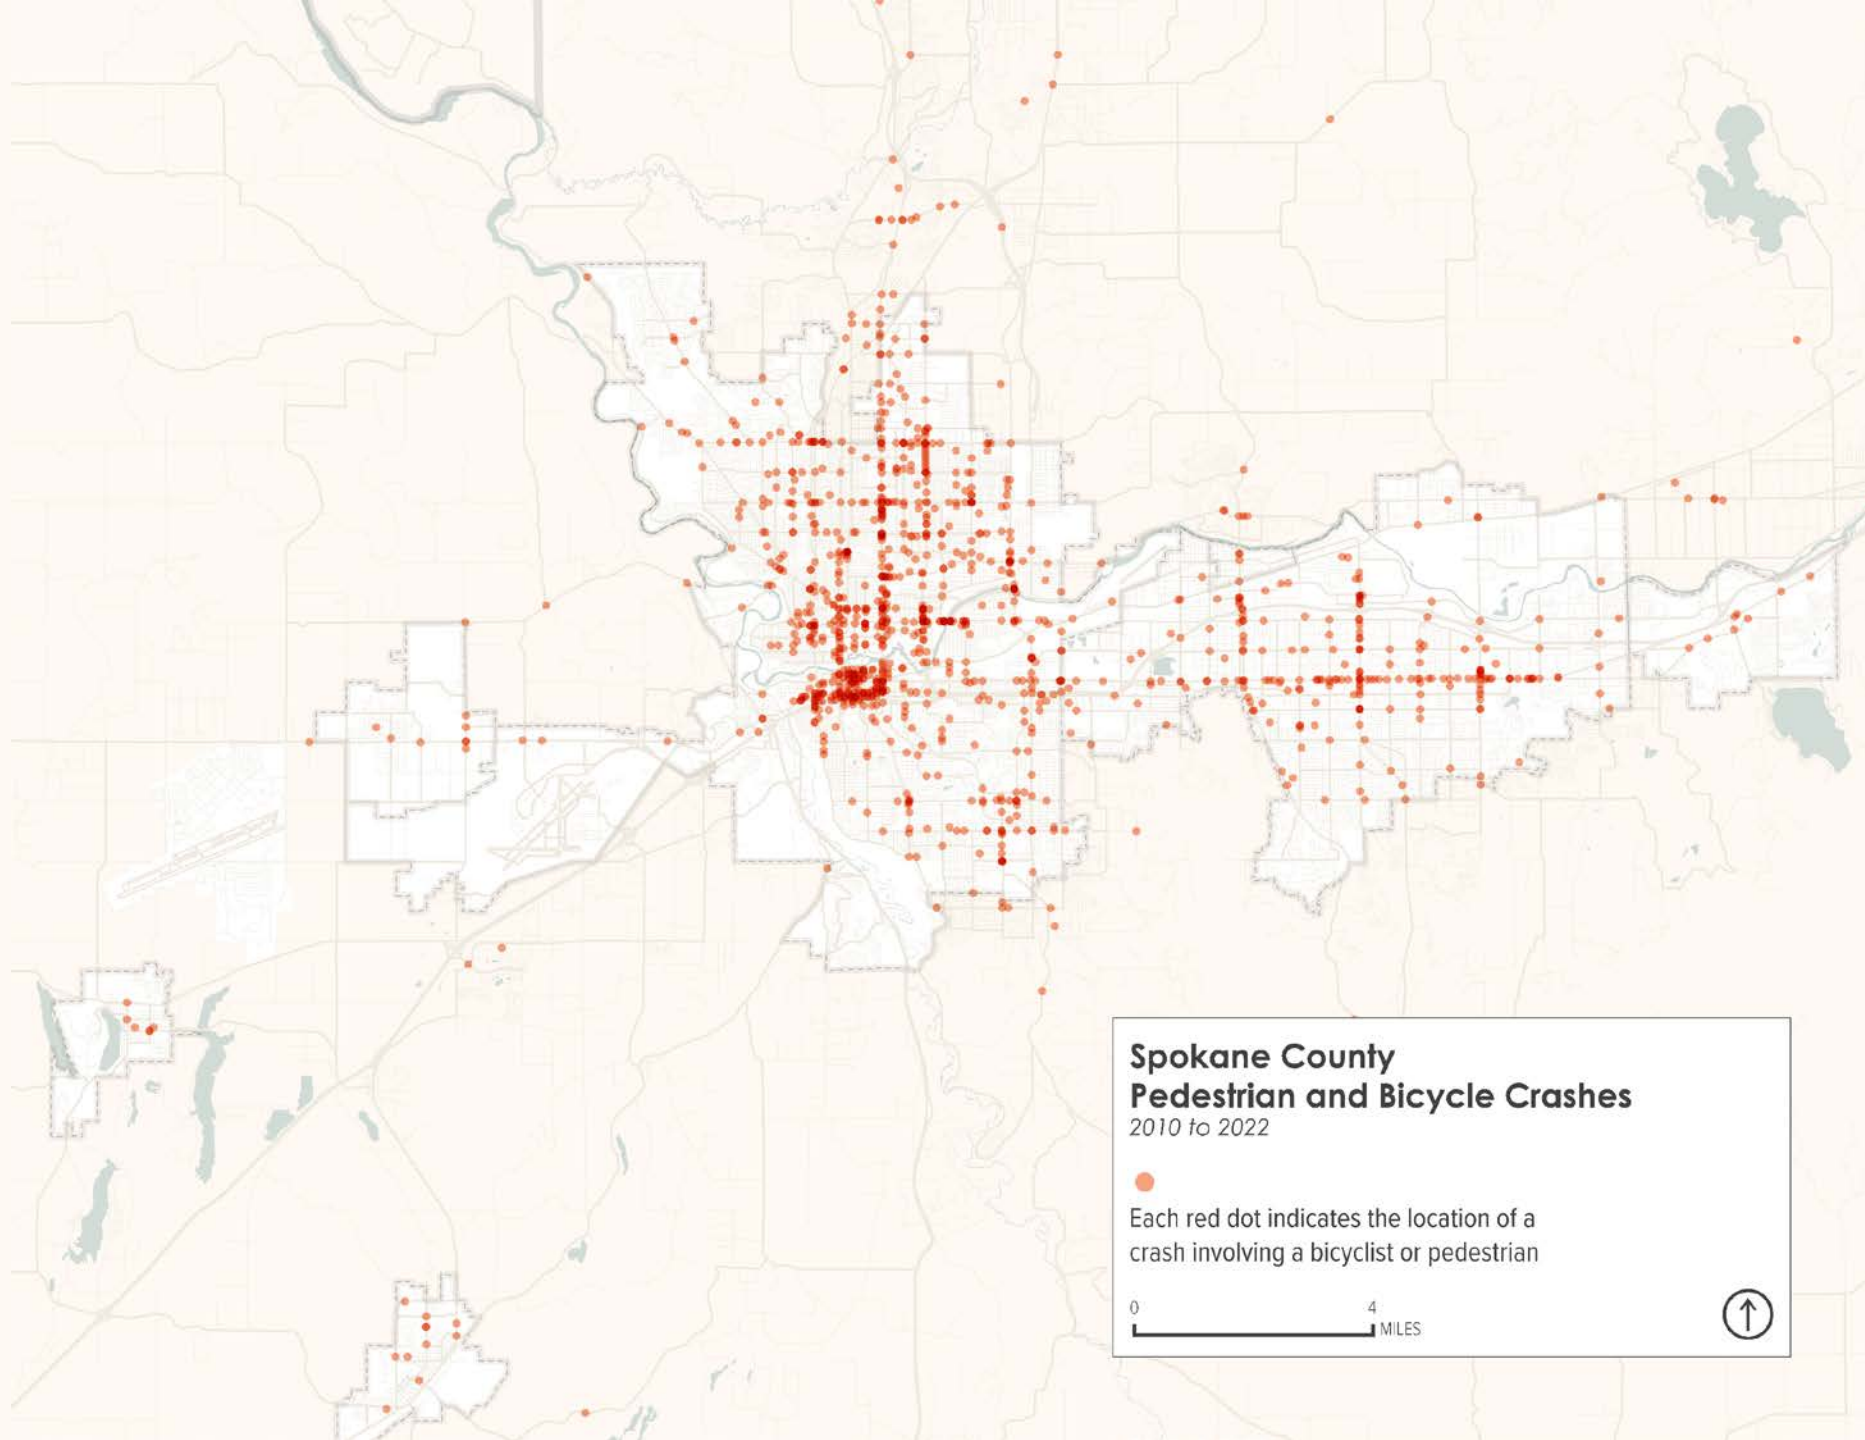 Spokane County
Pedestrian and Bicycle Crashes
2010 to 2022
Each red dot indicates the location of a
crash involving a bicyclist or pedestrian
0 4
MILES